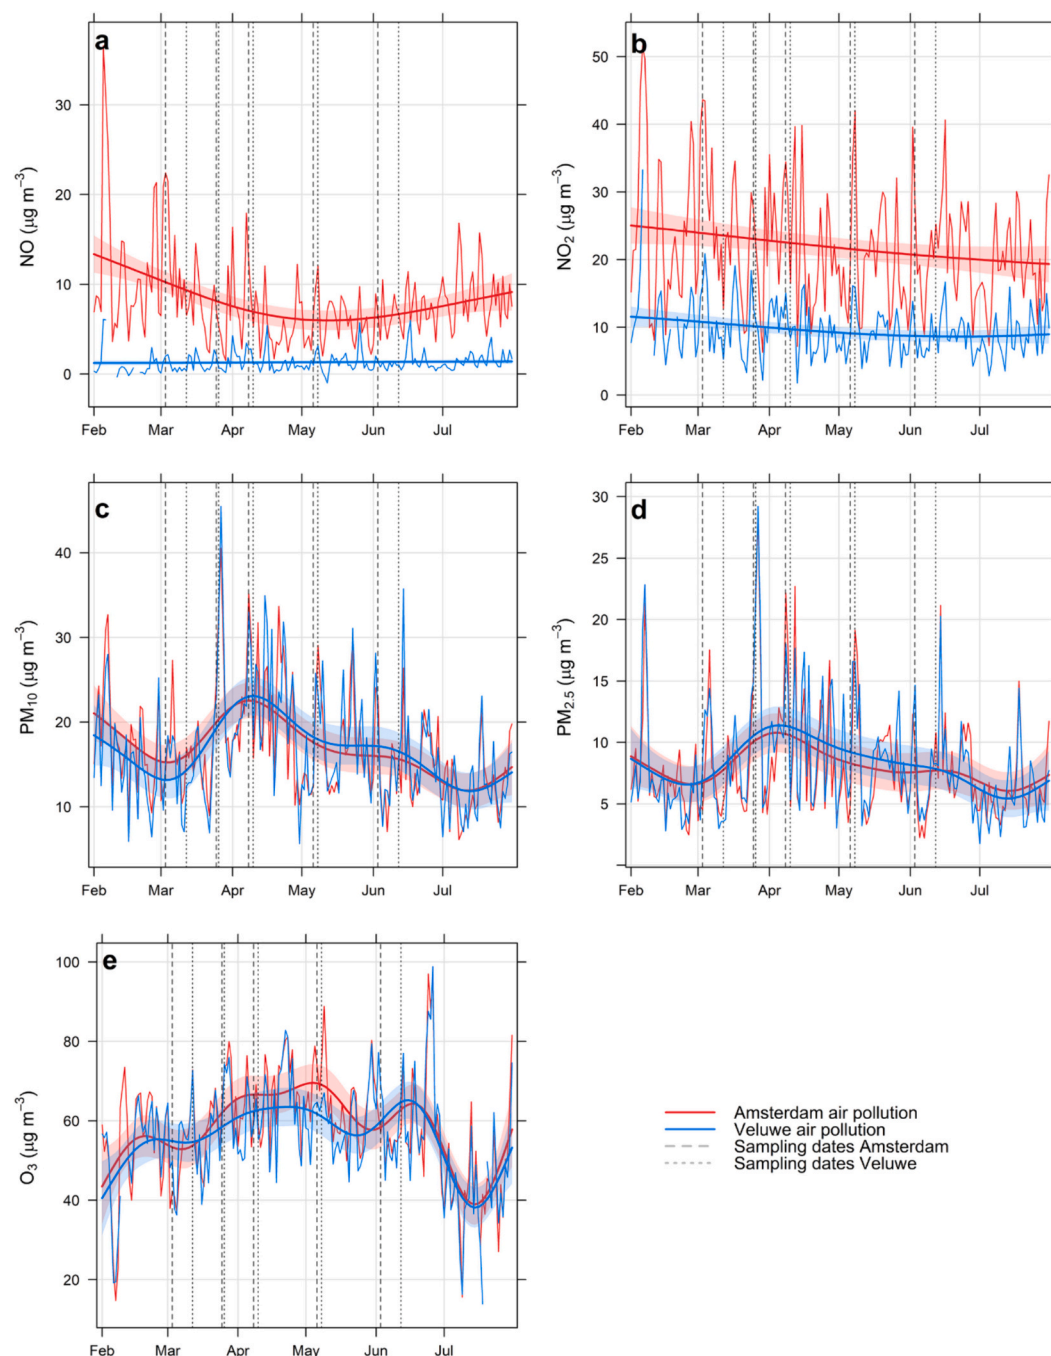 a
NO (µg m⁻³)
30
20
10
0
Feb Mar Apr May Jun Jul
b
NO₂ (µg m⁻³)
50
40
30
20
10
0
Feb Mar Apr May Jun Jul
c
PM₁₀ (µg m⁻³)
40
30
20
10
Feb Mar Apr May Jun Jul
d
PM₂.₅ (µg m⁻³)
30
25
20
15
10
5
Feb Mar Apr May Jun Jul
e
O₃ (µg m⁻³)
100
80
60
40
20
Feb Mar Apr May Jun Jul
Amsterdam air pollution
Veluwe air pollution
Sampling dates Amsterdam
Sampling dates Veluwe